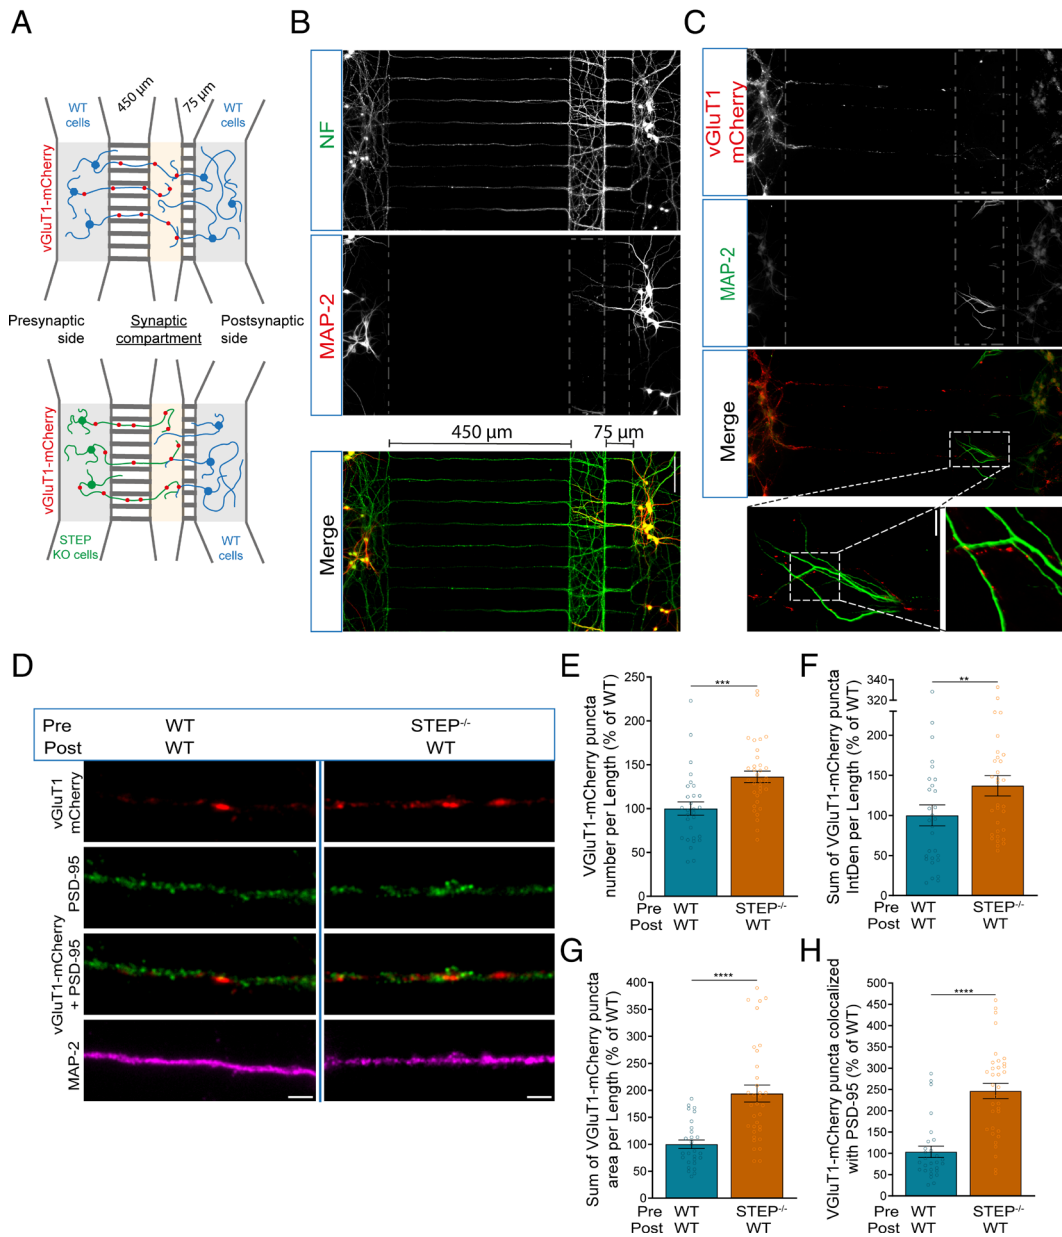 A
450 µm
75 µm
WT
cells
WT
cells
vGluT1-mCherry
Presynaptic
side
Synaptic
compartment
Postsynaptic
side
vGluT1-mCherry
STEP
KO cells
WT
cells
B
NF
MAP-2
450 µm
75 µm
Merge
C
vGluT1
mCherry
MAP-2
Merge
D
Pre WT STEP-/-
Post WT WT
vGluT1
mCherry
PSD-95
vGluT1-mCherry
+ PSD-95
MAP-2
E
VGluT1-mCherry puncta
number per Length (% of WT)
250
200
150
100
50
0
***
Pre WT STEP-/-
Post WT WT
F
Sum of VGluT1-mCherry puncta
IntDen per Length (% of WT)
340
320
200
150
100
50
0
**
Pre WT STEP-/-
Post WT WT
G
Sum of VGluT1-mCherry puncta
area per Length (% of WT)
400
350
300
250
200
150
100
50
0
****
Pre WT STEP-/-
Post WT WT
H
VGluT1-mCherry puncta colocalized
with PSD-95 (% of WT)
500
450
400
350
300
250
200
150
100
50
0
****
Pre WT STEP-/-
Post WT WT